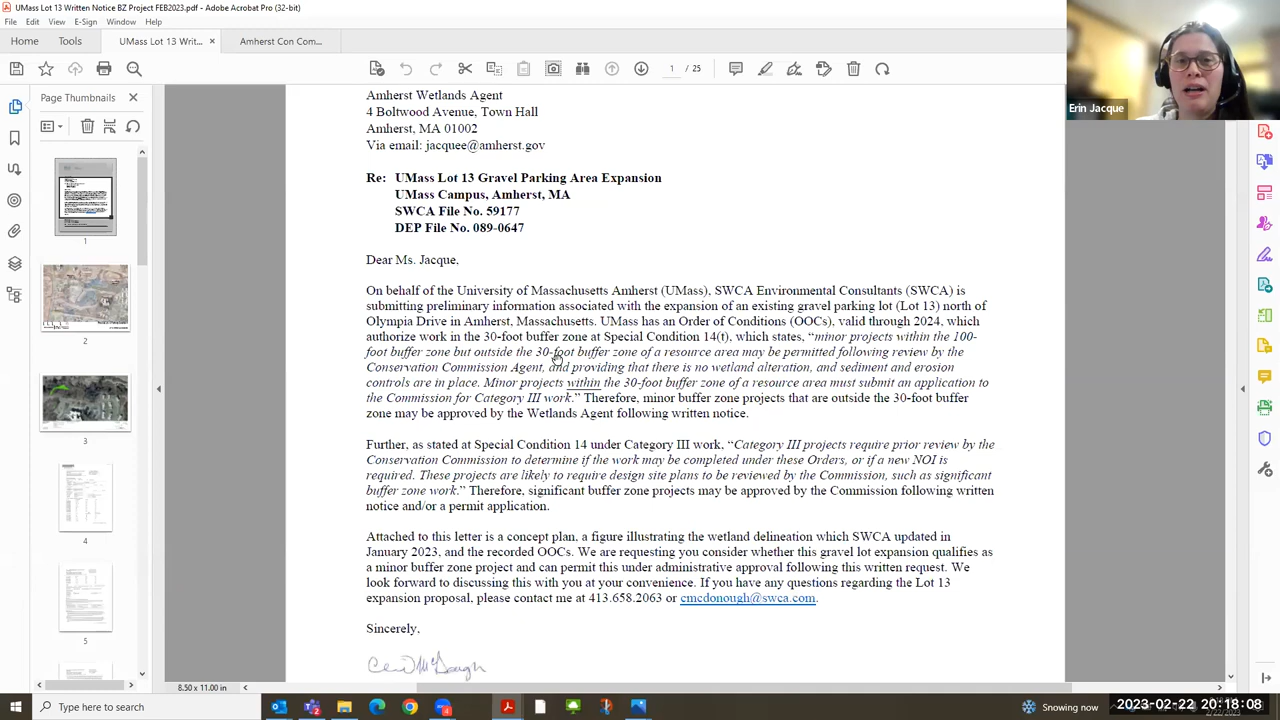 UMass Lot 13 Written Notice BZ Project FEB2023.pdf - Adobe Acrobat Pro (32-bit)
File Edit View E-Sign Window Help
Home Tools UMass Lot 13 Writ... × Amherst Con Com...
1 / 25
Page Thumbnails
Erin Jacque
1
2
3
4
5
Amherst Wetlands Agent
1 Boltwood Avenue, Town Hall
Amherst, MA 01002
Via email: jacquee@amherst.gov
Re: UMass Lot 13 Gravel Parking Area Expansion
UMass Campus, Amherst, MA
SWCA File No. 59177
DEP File No. 089-0647
Dear Ms. Jacque,
On behalf of the University of Massachusetts Amherst (UMass), SWCA Environmental Consultants (SWCA) is
submitting preliminary information associated with the expansion of an existing gravel parking lot (Lot 13) north of
Olympia Drive in Amherst, Massachusetts. UMass has an Order of Conditions (OOCs), valid through 2024, which
authorize work in the 30-foot buffer zone at Special Condition 14(t), which states, “minor projects within the 100-
foot buffer zone but outside the 30-foot buffer zone of a resource area may be permitted following review by the
Conservation Commission Agent, and providing that there is no wetland alteration, and sediment and erosion
controls are in place. Minor projects within the 30-foot buffer zone of a resource area must submit an application to
the Commission for Category III work.” Therefore, minor buffer zone projects that are outside the 30-foot buffer
zone may be approved by the Wetlands Agent following written notice.
Further, as stated at Special Condition 14 under Category III work, “Category III projects require prior review by the
Conservation Commission to determine if the work may be completed under these Orders, or if a new NOI is
required. These projects are likely to require design site plans to be reviewed by the Commission, such as significant
buffer zone work.” Therefore, significant buffer zone projects may be approved by the Commission following written
notice and/or a permit application.
Attached to this letter is a concept plan, a figure illustrating the wetland delineation which SWCA updated in
January 2023, and the recorded OOCs. We are requesting you consider whether this gravel lot expansion qualifies as
a minor buffer zone project and can permit this under administrative approval following this written request. We
look forward to discussing this with you at your convenience. If you have any questions regarding the Lot 13
expansion proposal, please contact me at 413.658.2063 or cmcdonough@swca.com.
Sincerely,
8.50 x 11.00 in
Type here to search
Snowing now
2023-02-22 20:18:08